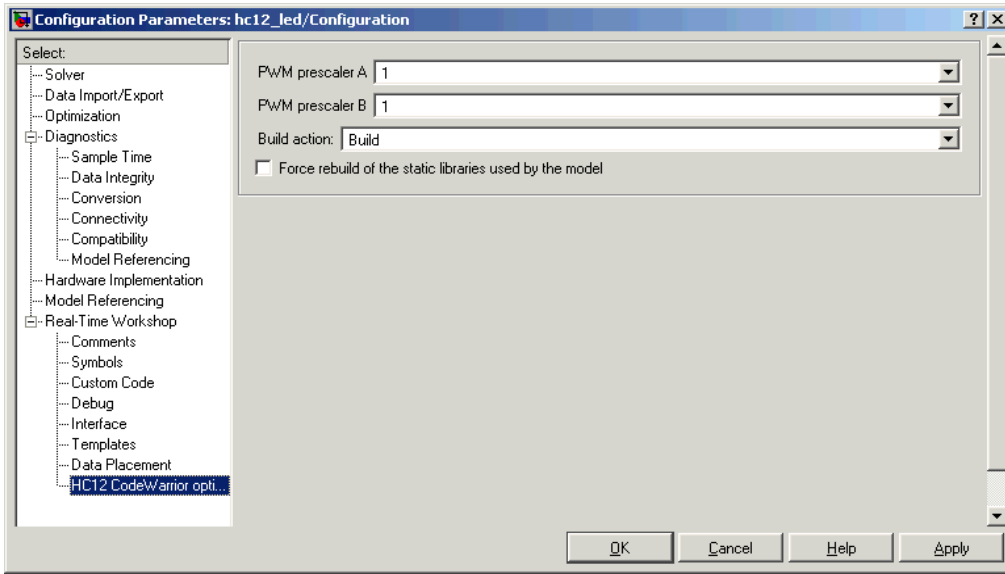 Configuration Parameters: hc12_led/Configuration
Select:
Solver
Data Import/Export
Optimization
Diagnostics
Sample Time
Data Integrity
Conversion
Connectivity
Compatibility
Model Referencing
Hardware Implementation
Model Referencing
Real-Time Workshop
Comments
Symbols
Custom Code
Debug
Interface
Templates
Data Placement
HC12 CodeWarrior opti...
PWM prescaler A 1
PWM prescaler B 1
Build action: Build
Force rebuild of the static libraries used by the model
OK Cancel Help Apply